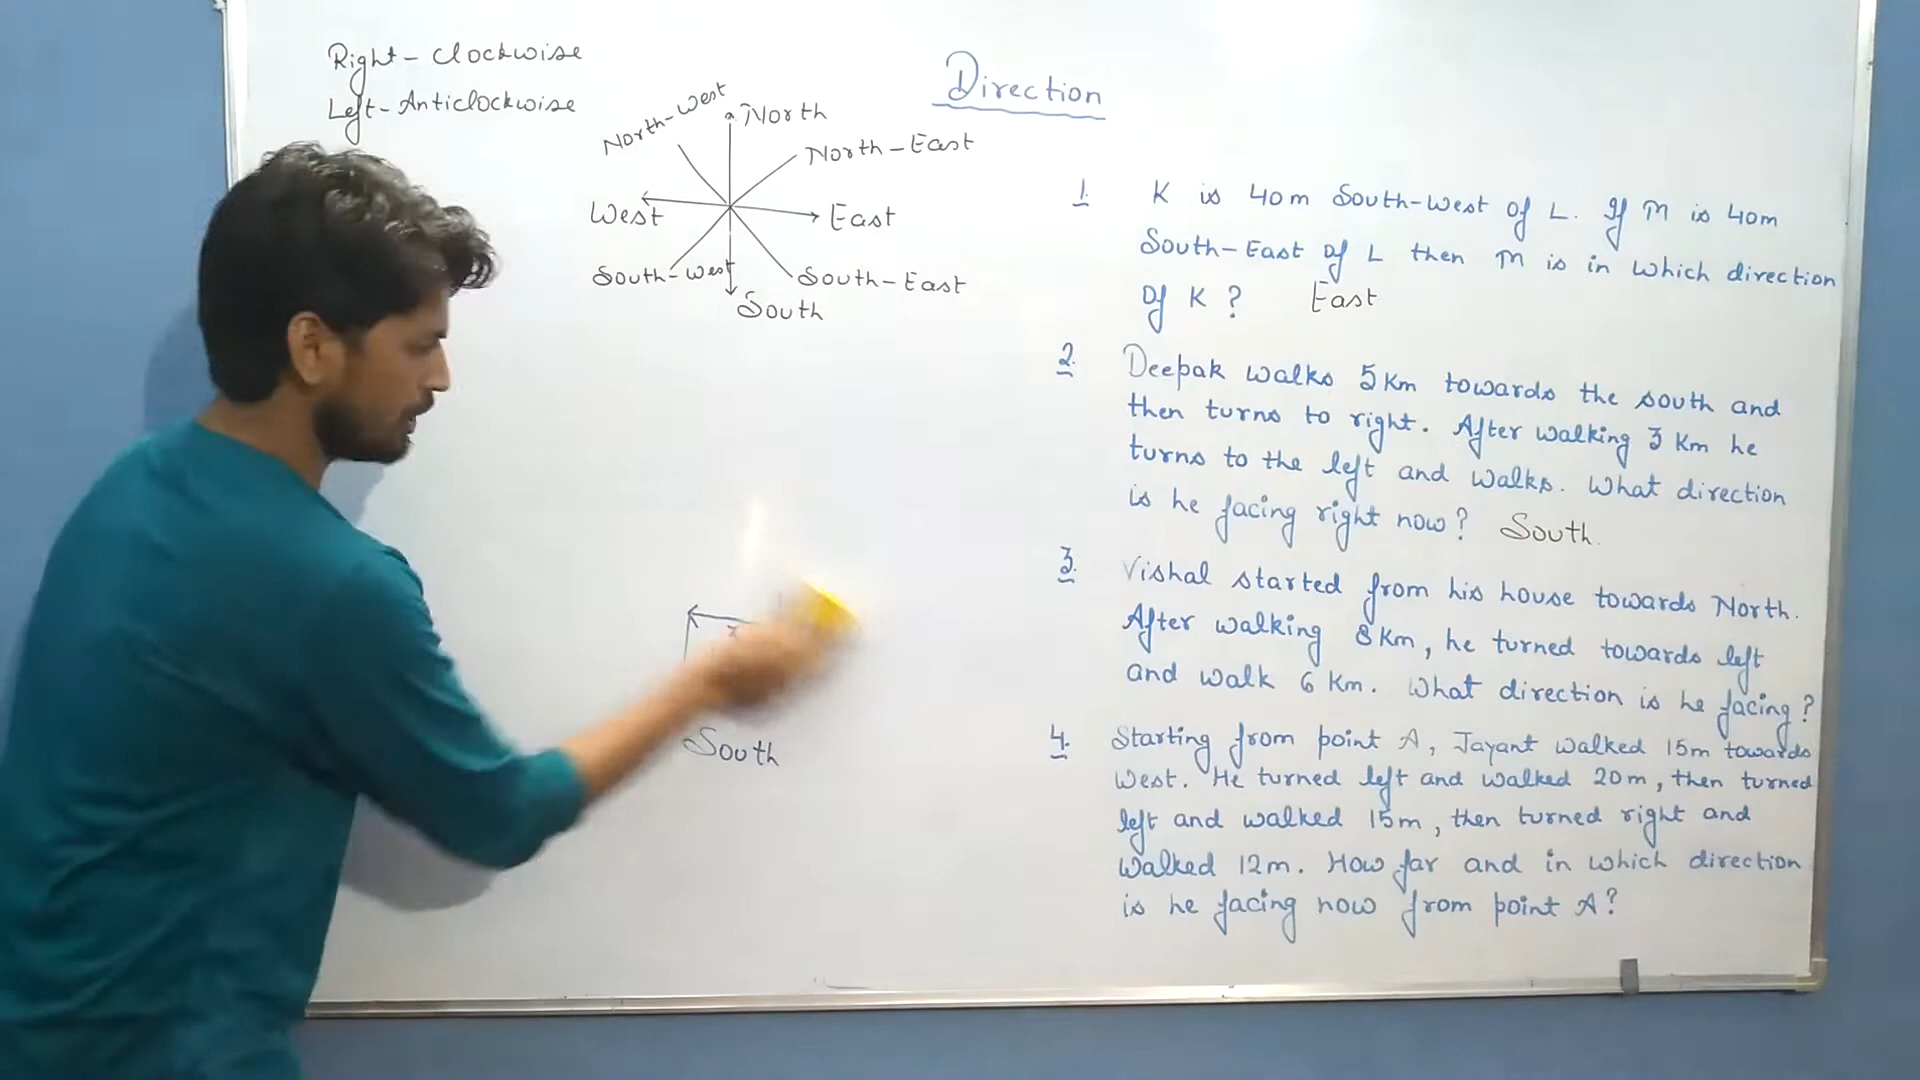 Right - Clockwise
Left - Anticlockwise
Direction
North-West
North
North-East
West
East
South-West
South-East
South
1. K is 40m South-West of L. If M is 40m
South-East of L then M is in which direction
of K ? East
2. Deepak walks 5 Km towards the south and
then turns to right. After walking 3 Km he
turns to the left and walks. What direction
is he facing right now? South.
3. Vishal started from his house towards North.
After walking 8 Km, he turned towards left
and walk 6 Km. What direction is he facing?
4. Starting from point A, Jayant walked 15m towards
West. He turned left and walked 20m, then turned
left and walked 15m, then turned right and
walked 12m. How far and in which direction
is he facing now from point A?
South